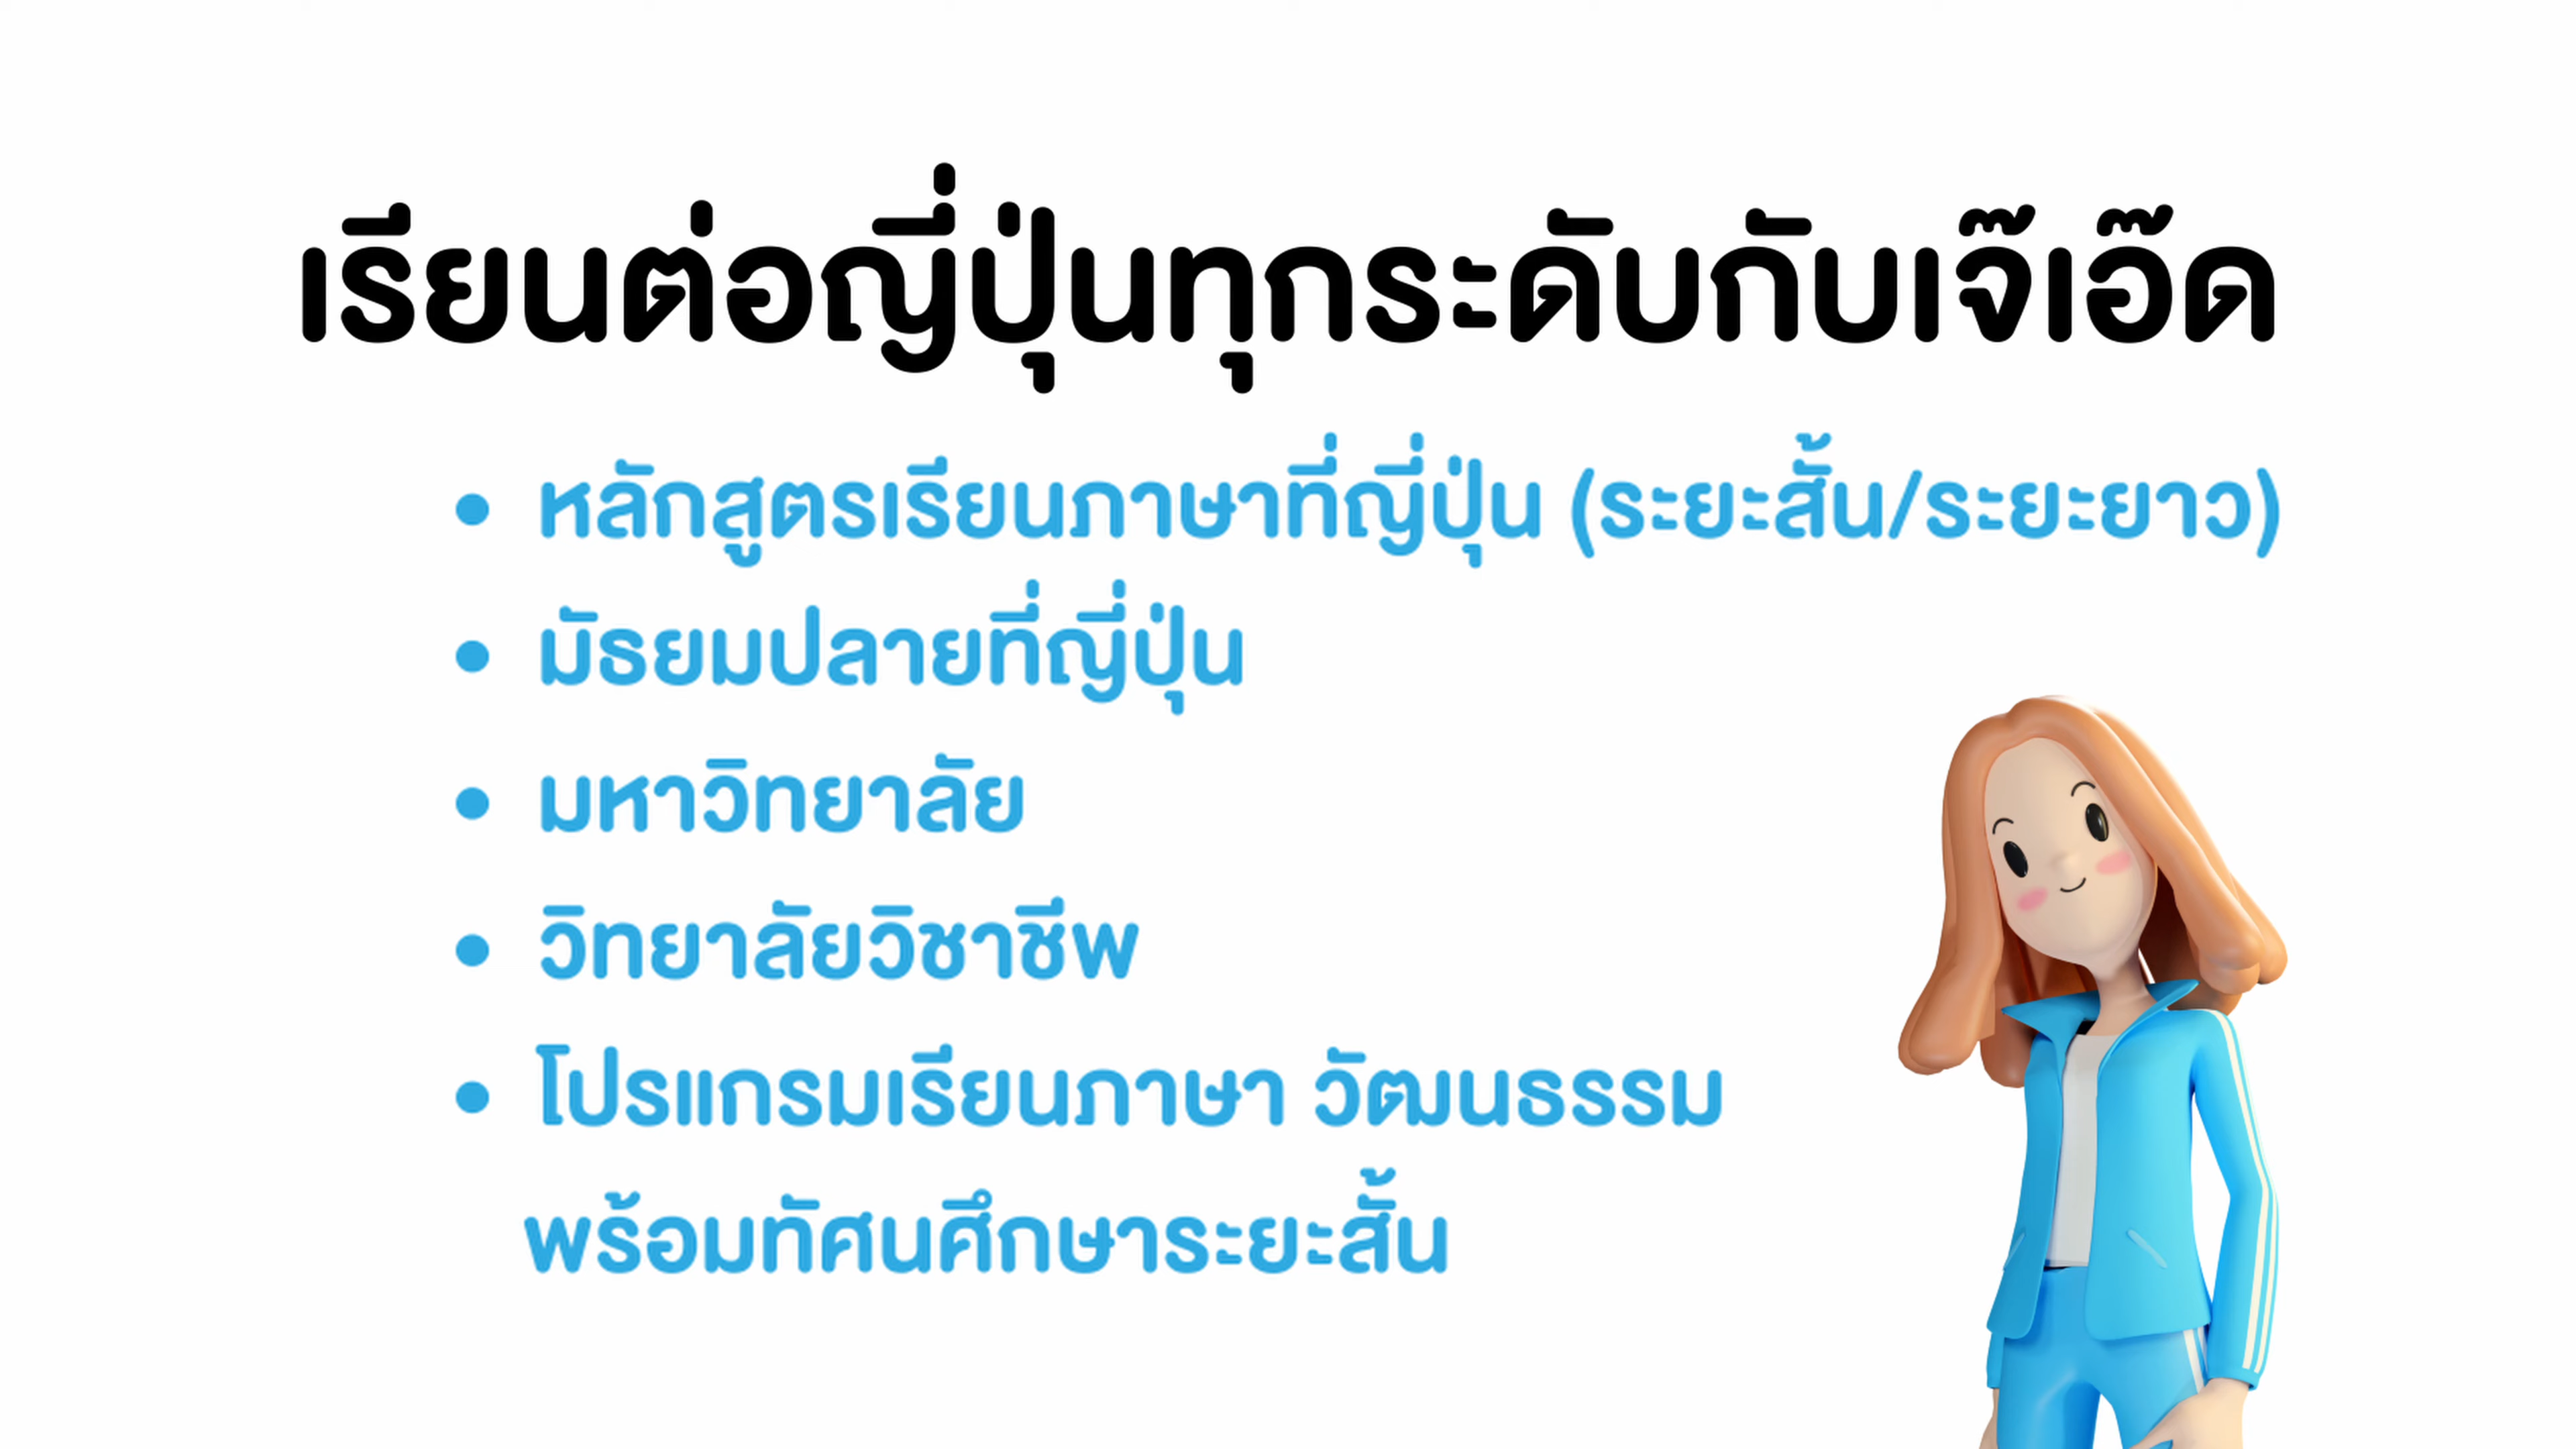 เรียนต่อญี่ปุ่นทุกระดับกับเจ๊เอ๊ด
• หลักสูตรเรียนภาษาที่ญี่ปุ่น (ระยะสั้น/ระยะยาว)
• มัธยมปลายที่ญี่ปุ่น
• มหาวิทยาลัย
• วิทยาลัยวิชาชีพ
• โปรแกรมเรียนภาษา วัฒนธรรม
พร้อมทัศนศึกษาระยะสั้น